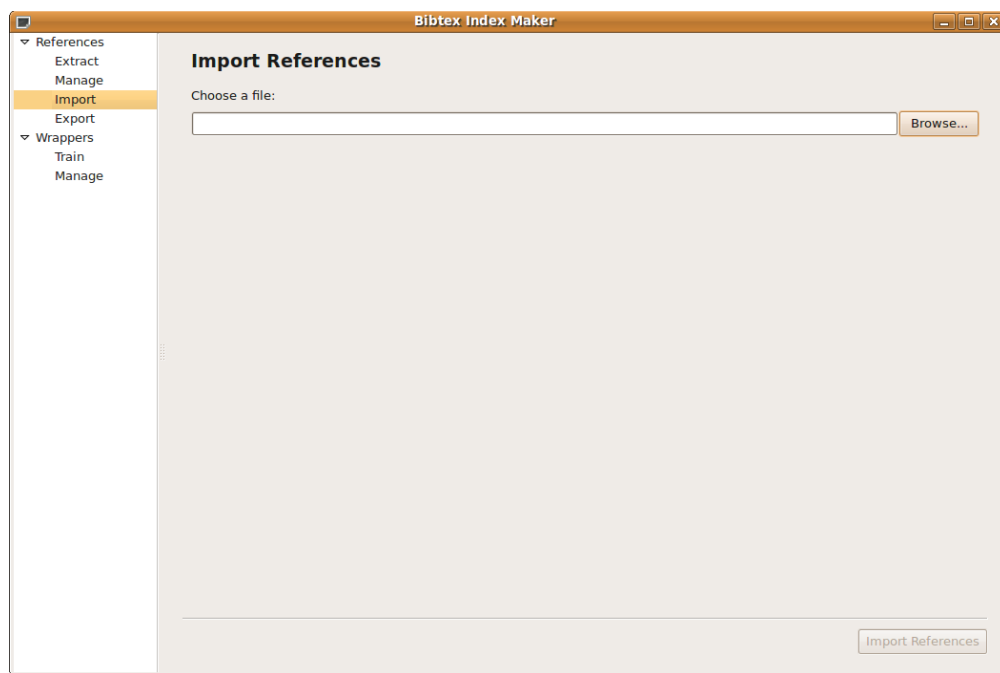 Bibtex Index Maker
References
Extract
Manage
Import
Export
Wrappers
Train
Manage
Import References
Choose a file:
Browse...
Import References